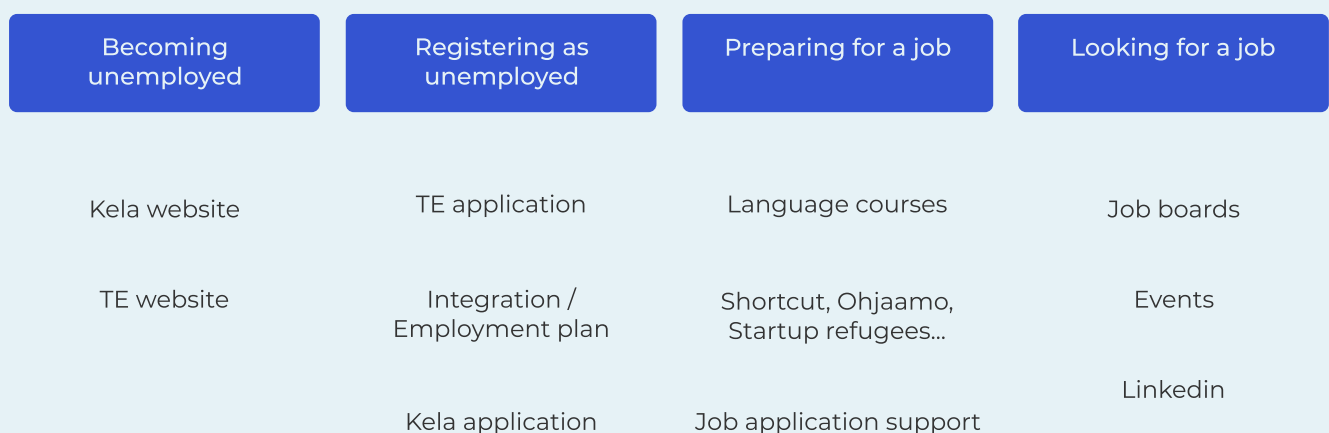 Becoming
unemployed
Registering as
unemployed
Preparing for a job
Looking for a job
Kela website
TE website
TE application
Integration /
Employment plan
Kela application
Language courses
Shortcut, Ohjaamo,
Startup refugees...
Job application support
Job boards
Events
Linkedin